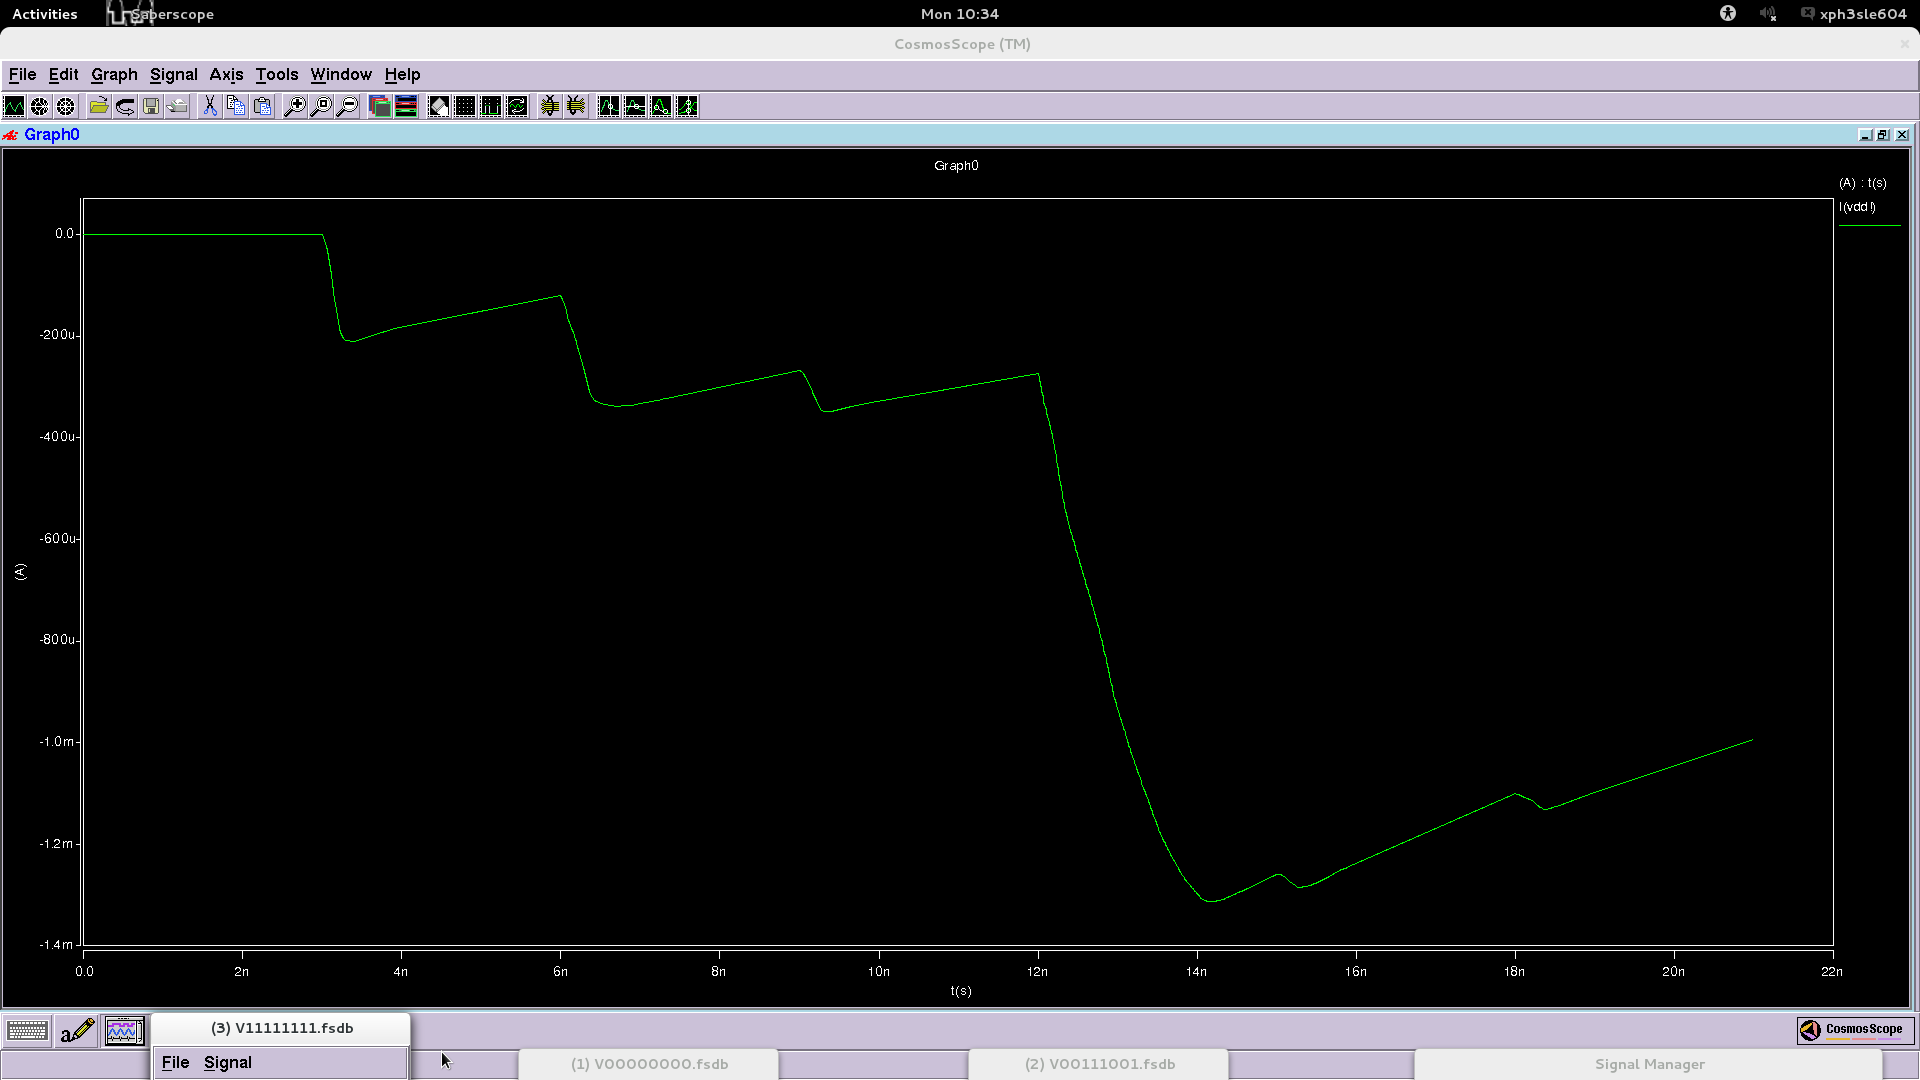 Activities Saberscope Mon 10:34 xph3sle604
CosmosScope (TM)
File Edit Graph Signal Axis Tools Window Help
Graph0
Graph0
(A) : t(s)
I(vdd!)
0.0
-200u
-400u
-600u
-800u
-1.0m
-1.2m
-1.4m
(A)
0.0 2n 4n 6n 8n 10n 12n 14n 16n 18n 20n 22n
t(s)
(3) V11111111.fsdb
CosmosScope
File Signal
(1) V00000000.fsdb
(2) V00111001.fsdb
Signal Manager